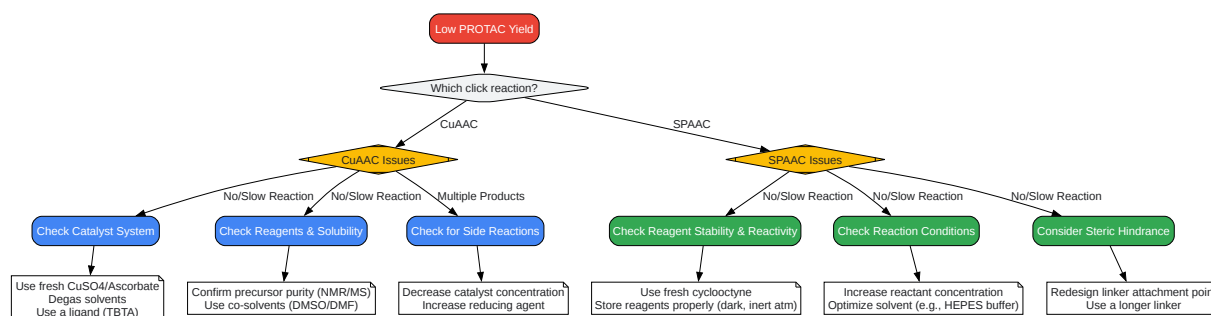 Low PROTAC Yield
Which click reaction?
CuAAC
SPAAC
CuAAC Issues
SPAAC Issues
No/Slow Reaction
No/Slow Reaction
Multiple Products
No/Slow Reaction
No/Slow Reaction
No/Slow Reaction
Check Catalyst System
Check Reagents & Solubility
Check for Side Reactions
Check Reagent Stability & Reactivity
Check Reaction Conditions
Consider Steric Hindrance
Use fresh CuSO4/Ascorbate
Degas solvents
Use a ligand (TBTA)
Confirm precursor purity (NMR/MS)
Use co-solvents (DMSO/DMF)
Decrease catalyst concentration
Increase reducing agent
Use fresh cyclooctyne
Store reagents properly (dark, inert atm)
Increase reactant concentration
Optimize solvent (e.g., HEPES buffer)
Redesign linker attachment point
Use a longer linker